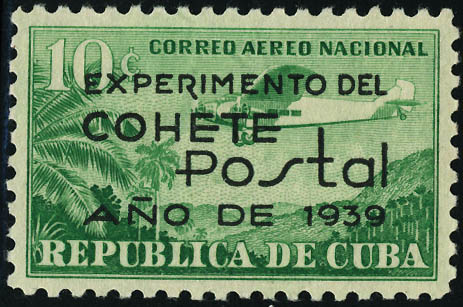 10¢ CORREO AEREO NACIONAL
EXPERIMENTO DEL
COHETE
Postal
AÑO DE 1939
REPUBLICA DE CUBA